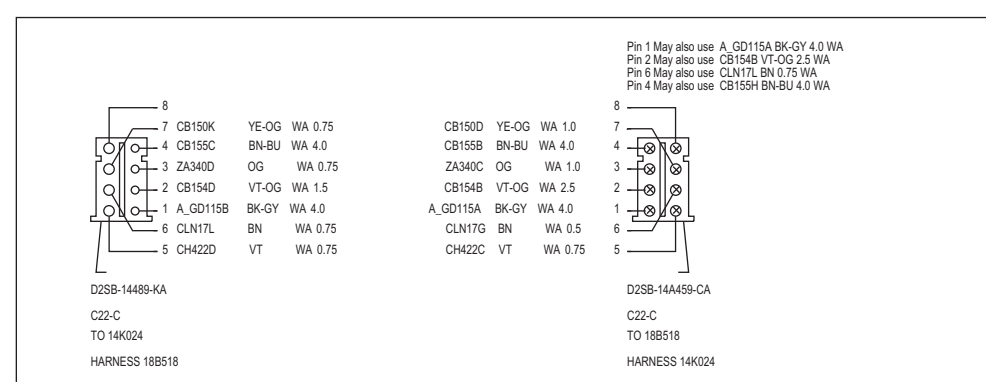 Pin 1 May also use A_GD115A BK-GY 4.0 WA
Pin 2 May also use CB154B VT-OG 2.5 WA
Pin 6 May also use CLN17L BN 0.75 WA
Pin 4 May also use CB155H BN-BU 4.0 WA
8
7 CB150K YE-OG WA 0.75
4 CB155C BN-BU WA 4.0
3 ZA340D OG WA 0.75
2 CB154D VT-OG WA 1.5
1 A_GD115B BK-GY WA 4.0
6 CLN17L BN WA 0.75
5 CH422D VT WA 0.75
D2SB-14489-KA
C22-C
TO 14K024
HARNESS 18B518
8
CB150D YE-OG WA 1.0 7
CB155B BN-BU WA 4.0 4
ZA340C OG WA 1.0 3
CB154B VT-OG WA 2.5 2
A_GD115A BK-GY WA 4.0 1
CLN17G BN WA 0.5 6
CH422C VT WA 0.75 5
D2SB-14A459-CA
C22-C
TO 18B518
HARNESS 14K024